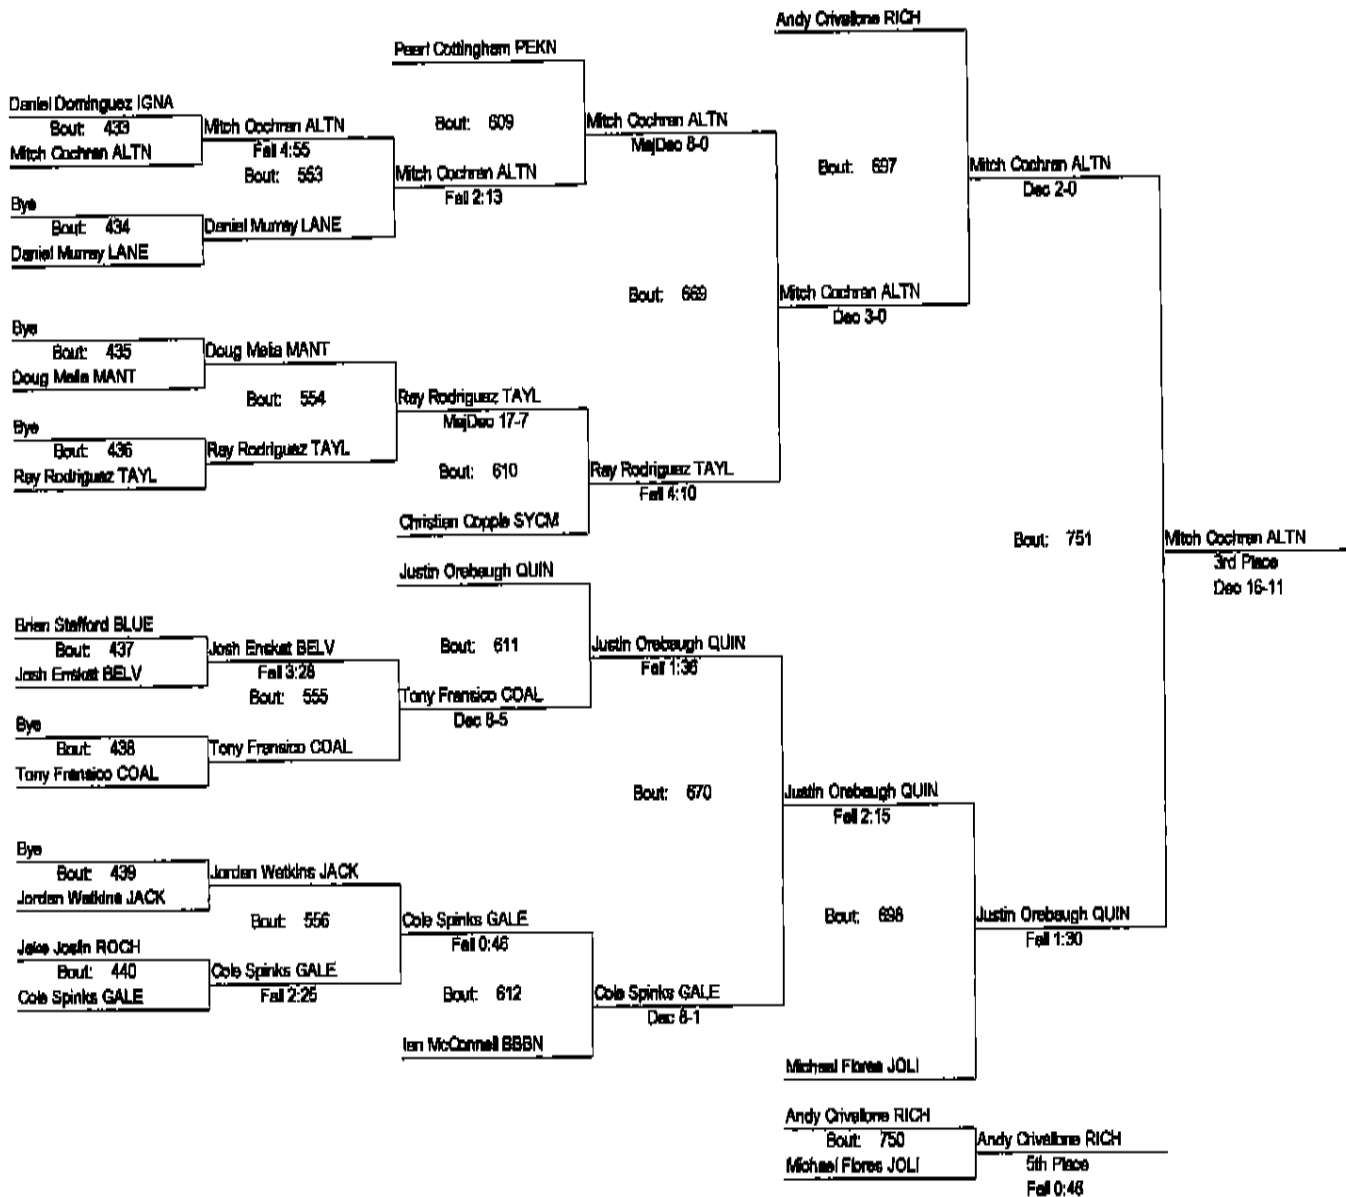 Andy Crivellone RICH
Pearl Cottingham PEKN
Daniel Dominguez IGNA
Bout: 433
Mitch Cochran ALTN
Mitch Cochran ALTN
Fall 4:55
Bout: 553
Bye
Bout: 434
Daniel Murray LANE
Daniel Murray LANE
Bout: 609
Mitch Cochran ALTN
Fall 2:13
Mitch Cochran ALTN
MajDec 8-0
Bout: 697
Mitch Cochran ALTN
Dec 2-0
Bout: 669
Mitch Cochran ALTN
Dec 3-0
Bye
Bout: 435
Doug Melia MANT
Doug Melia MANT
Bout: 554
Bye
Bout: 436
Ray Rodriguez TAYL
Ray Rodriguez TAYL
Ray Rodriguez TAYL
MajDec 17-7
Bout: 610
Christian Copple SYCM
Ray Rodriguez TAYL
Fall 4:10
Bout: 751
Mitch Cochran ALTN
3rd Place
Dec 16-11
Justin Orebaugh QUIN
Brian Stafford BLUE
Bout: 437
Josh Enskat BELV
Josh Enskat BELV
Fall 3:28
Bout: 555
Bye
Bout: 438
Tony Fransico COAL
Tony Fransico COAL
Bout: 611
Tony Fransico COAL
Dec 8-5
Justin Orebaugh QUIN
Fall 1:36
Bout: 670
Justin Orebaugh QUIN
Fall 2:15
Bye
Bout: 439
Jordan Watkins JACK
Jordan Watkins JACK
Bout: 556
Jake Joslin ROCH
Bout: 440
Cole Spinks GALE
Cole Spinks GALE
Fall 2:25
Cole Spinks GALE
Fall 0:46
Bout: 612
Ian McConnell BBBN
Cole Spinks GALE
Dec 8-1
Bout: 698
Justin Orebaugh QUIN
Fall 1:30
Michael Flores JOLI
Andy Crivellone RICH
Bout: 750
Michael Flores JOLI
Andy Crivellone RICH
5th Place
Fall 0:46